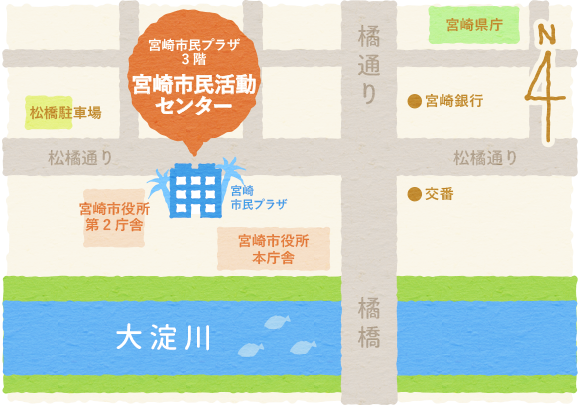 宮崎市民プラザ
3階
宮崎市民活動
センター
橘通り
宮崎県庁
N
松橋駐車場
宮崎銀行
松橘通り
松橘通り
宮崎
市民プラザ
交番
宮崎市役所
第2庁舎
宮崎市役所
本庁舎
橘橋
大淀川